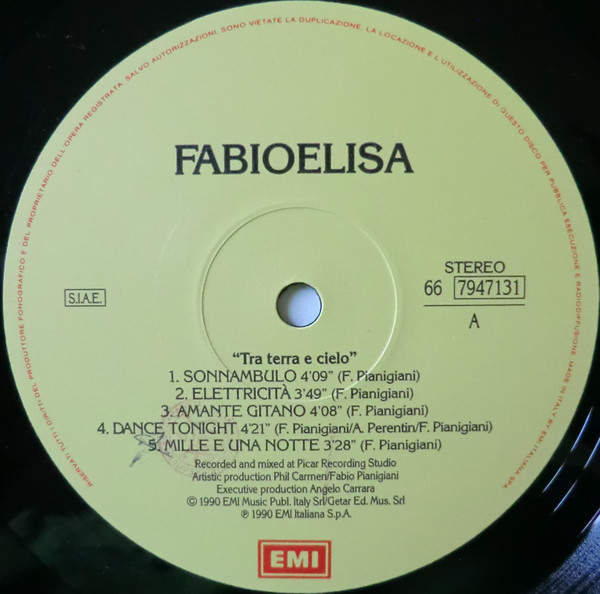 RISERVATI TUTTI I DIRITTI DEL PRODUTTORE FONOGRAFICO E DEL PROPRIETARIO DELL'OPERA REGISTRATA. SALVO AUTORIZZAZIONI, SONO VIETATE LA DUPLICAZIONE, LA LOCAZIONE E L'UTILIZZAZIONE DI QUESTO DISCO PER PUBBLICA ESECUZIONE E RADIODIFFUSIONE. MADE IN ITALY BY EMI ITALIANA SPA
FABIOELISA
STEREO
S.I.A.E.
66 7947131
A
"Tra terra e cielo"
1. SONNAMBULO 4'09" (F. Pianigiani)
2. ELETTRICITÀ 3'49" (F. Pianigiani)
3. AMANTE GITANO 4'08" (F. Pianigiani)
4. DANCE TONIGHT 4'21" (F. Pianigiani/A. Perentin/F. Pianigiani)
5. MILLE E UNA NOTTE 3'28" (F. Pianigiani)
Recorded and mixed at Picar Recording Studio
Artistic production Phil Carmen/Fabio Pianigiani
Executive production Angelo Carrara
© 1990 EMI Music Publ. Italy Srl/Getar Ed. Mus. Srl
℗ 1990 EMI Italiana S.p.A.
EMI